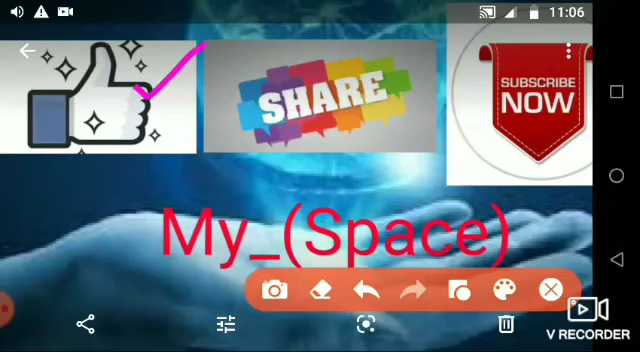 11:06
SHARE
SUBSCRIBE
NOW
My_(Space)
V RECORDER